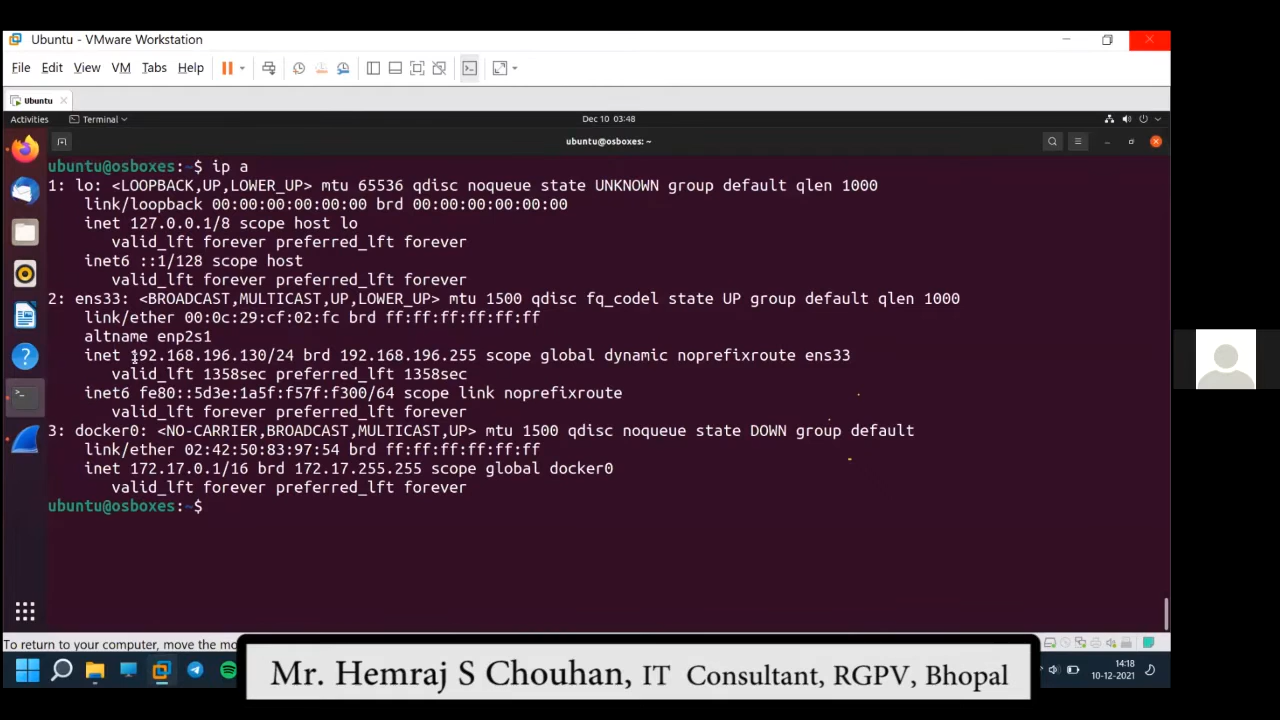 Ubuntu - VMware Workstation
File Edit View VM Tabs Help
Ubuntu
Activities Terminal Dec 10 03:48
ubuntu@osboxes: ~
ubuntu@osboxes:~$ ip a
1: lo: <LOOPBACK,UP,LOWER_UP> mtu 65536 qdisc noqueue state UNKNOWN group default qlen 1000
link/loopback 00:00:00:00:00:00 brd 00:00:00:00:00:00
inet 127.0.0.1/8 scope host lo
valid_lft forever preferred_lft forever
inet6 ::1/128 scope host
valid_lft forever preferred_lft forever
2: ens33: <BROADCAST,MULTICAST,UP,LOWER_UP> mtu 1500 qdisc fq_codel state UP group default qlen 1000
link/ether 00:0c:29:cf:02:fc brd ff:ff:ff:ff:ff:ff
altname enp2s1
inet 192.168.196.130/24 brd 192.168.196.255 scope global dynamic noprefixroute ens33
valid_lft 1358sec preferred_lft 1358sec
inet6 fe80::5d3e:1a5f:f57f:f300/64 scope link noprefixroute
valid_lft forever preferred_lft forever
3: docker0: <NO-CARRIER,BROADCAST,MULTICAST,UP> mtu 1500 qdisc noqueue state DOWN group default
link/ether 02:42:50:83:97:54 brd ff:ff:ff:ff:ff:ff
inet 172.17.0.1/16 brd 172.17.255.255 scope global docker0
valid_lft forever preferred_lft forever
ubuntu@osboxes:~$
To return to your computer, move the mo
14:18
10-12-2021
Mr. Hemraj S Chouhan, IT Consultant, RGPV, Bhopal